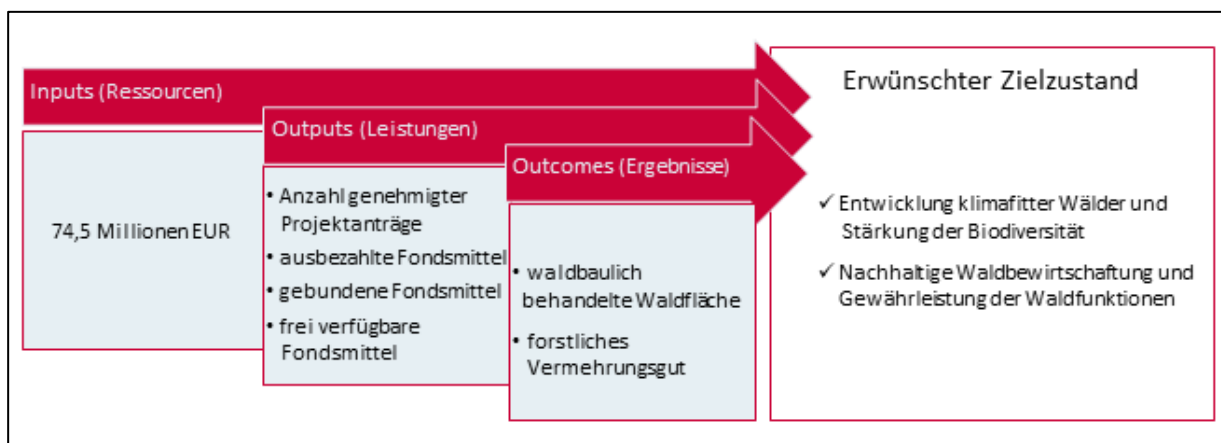 Inputs (Ressourcen)
74,5 Millionen EUR
Outputs (Leistungen)
• Anzahl genehmigter
Projektanträge
• ausbezahlte Fondsmittel
• gebundene Fondsmittel
• frei verfügbare
Fondsmittel
Outcomes (Ergebnisse)
• waldbaulich
behandelte Waldfläche
• forstliches
Vermehrungsgut
Erwünschter Zielzustand
✓ Entwicklung klimafitter Wälder und
Stärkung der Biodiversität
✓ Nachhaltige Waldbewirtschaftung und
Gewährleistung der Waldfunktionen